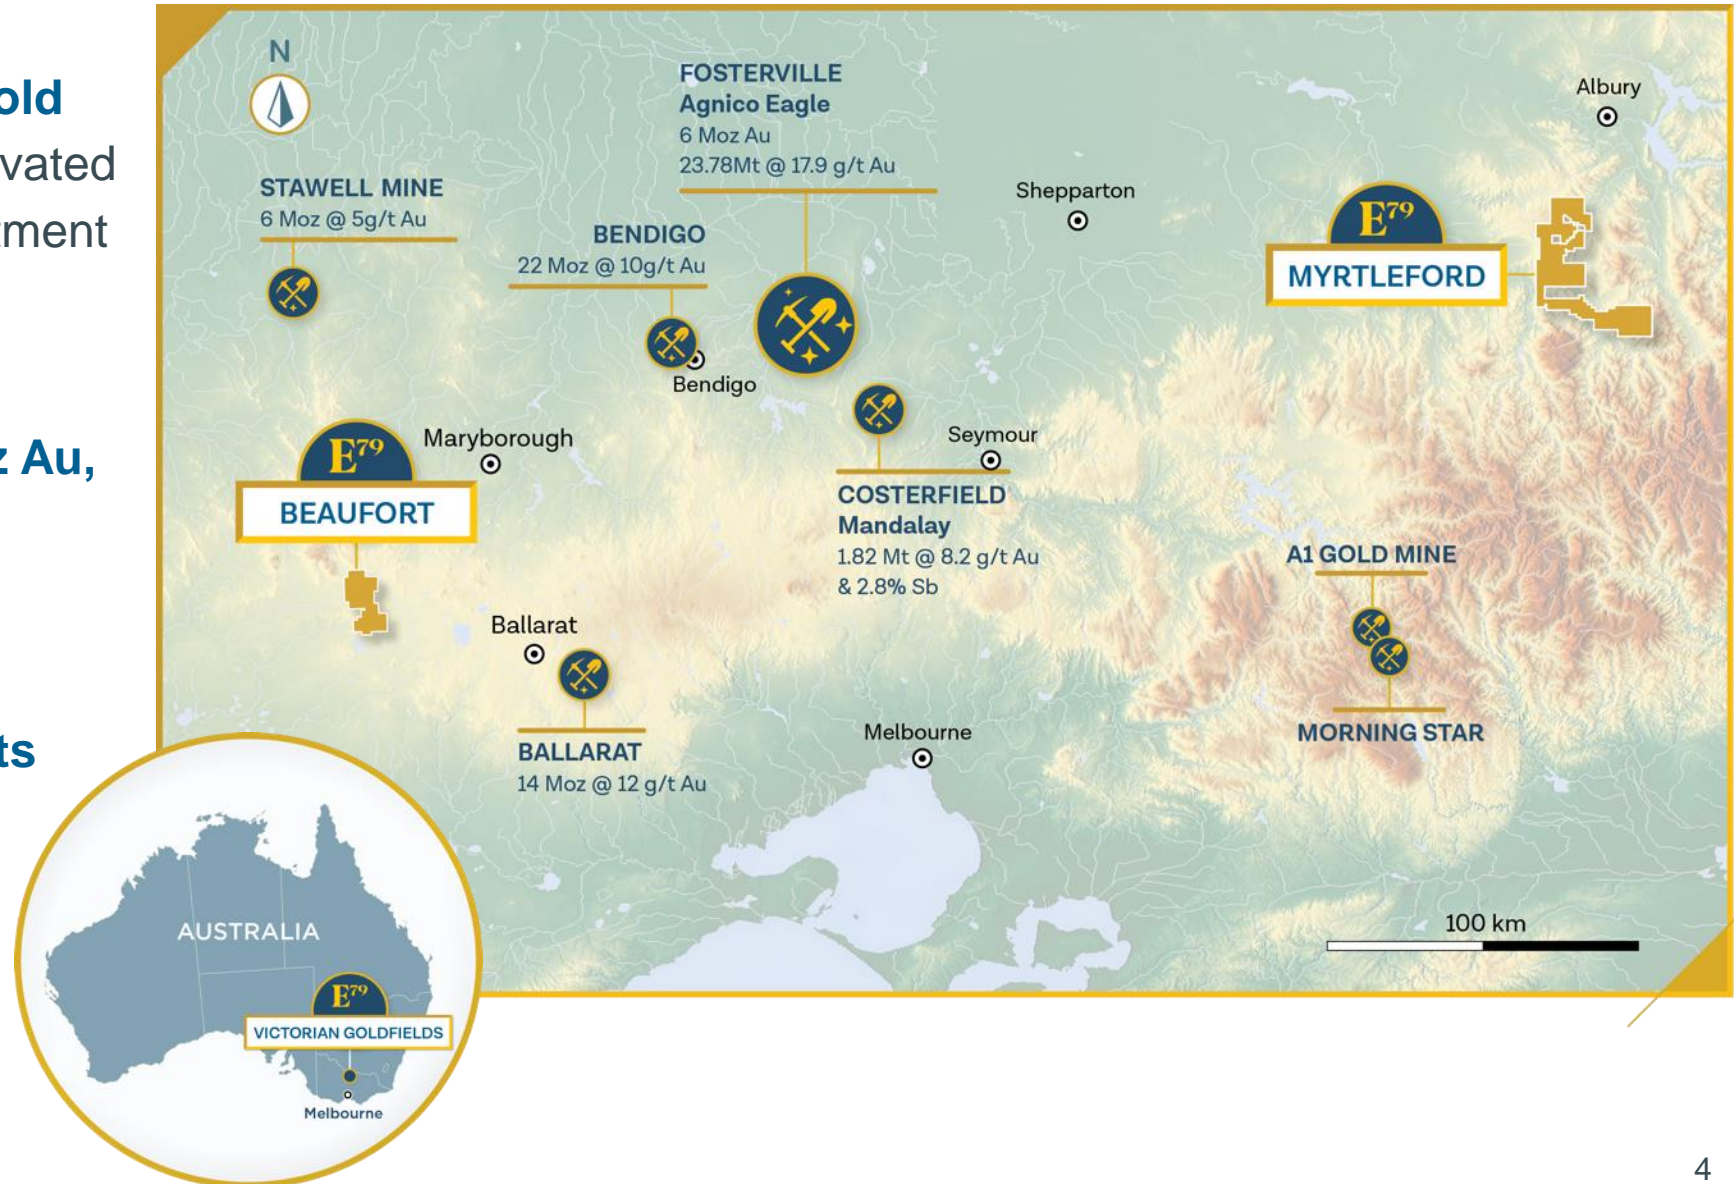 old
vated
tment
z Au,
ts
N
FOSTERVILLE
Agnico Eagle
6 Moz Au
23.78Mt @ 17.9 g/t Au
Albury
STAWELL MINE
6 Moz @ 5g/t Au
Shepparton
BENDIGO
22 Moz @ 10g/t Au
E79
MYRTLEFORD
Bendigo
E79
BEAUFORT
Maryborough
Seymour
COSTERFIELD
Mandalay
1.82 Mt @ 8.2 g/t Au
& 2.8% Sb
A1 GOLD MINE
Ballarat
BALLARAT
14 Moz @ 12 g/t Au
Melbourne
MORNING STAR
100 km
AUSTRALIA
E79
VICTORIAN GOLDFIELDS
Melbourne
4